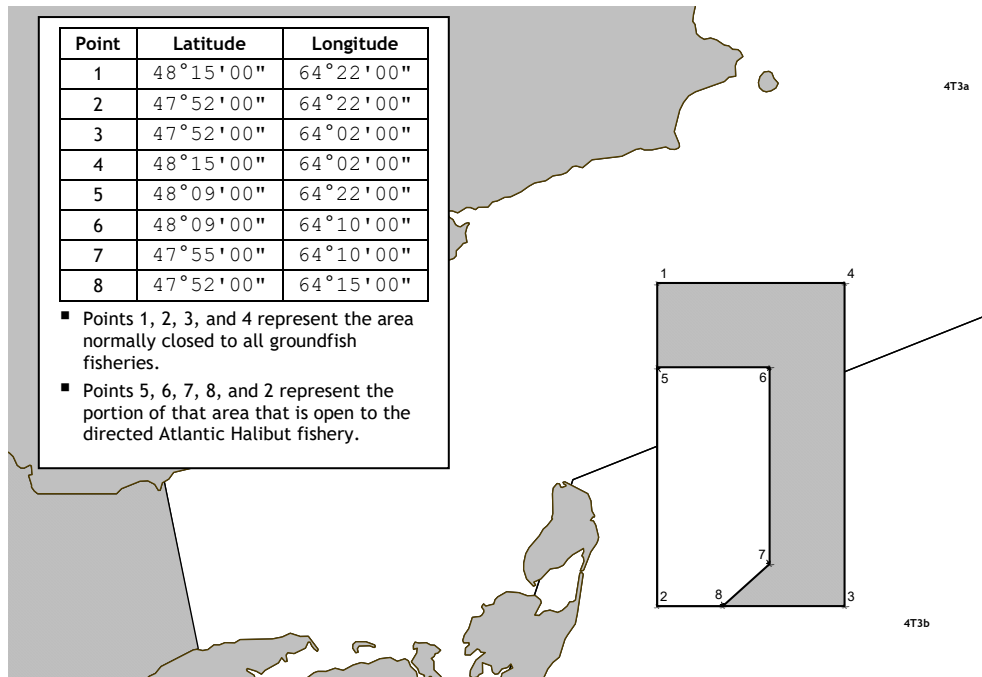 Point Latitude Longitude
1 48°15'00" 64°22'00"
2 47°52'00" 64°22'00"
3 47°52'00" 64°02'00"
4 48°15'00" 64°02'00"
5 48°09'00" 64°22'00"
6 48°09'00" 64°10'00"
7 47°55'00" 64°10'00"
8 47°52'00" 64°15'00"
▪ Points 1, 2, 3, and 4 represent the area
normally closed to all groundfish
fisheries.
▪ Points 5, 6, 7, 8, and 2 represent the
portion of that area that is open to the
directed Atlantic Halibut fishery.
4T3a
1 4
5 6
7
2 8 3
4T3b